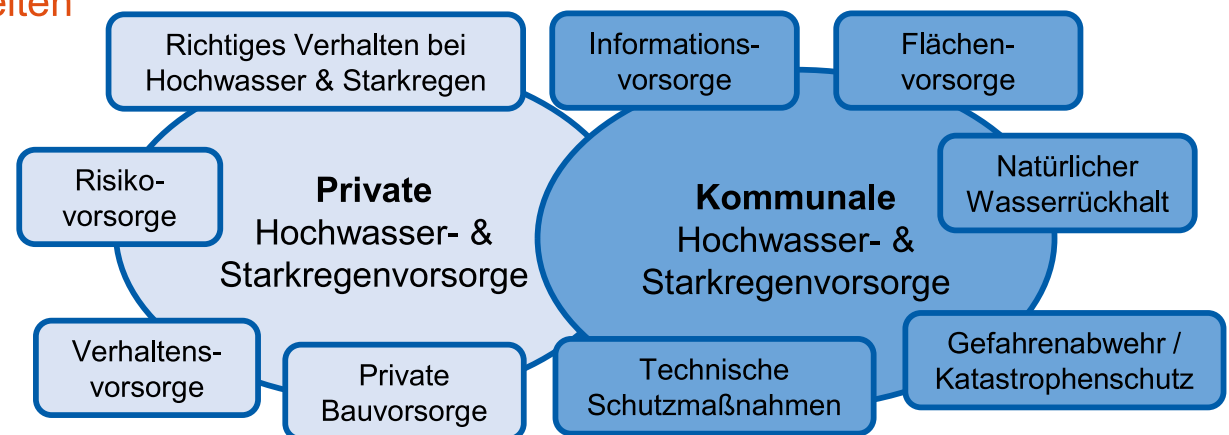 Richtiges Verhalten bei
Hochwasser & Starkregen
Informations-
vorsorge
Flächen-
vorsorge
Risiko-
vorsorge
Private
Hochwasser- &
Starkregenvorsorge
Kommunale
Hochwasser- &
Starkregenvorsorge
Natürlicher
Wasserrückhalt
Verhaltens-
vorsorge
Private
Bauvorsorge
Technische
Schutzmaßnahmen
Gefahrenabwehr /
Katastrophenschutz